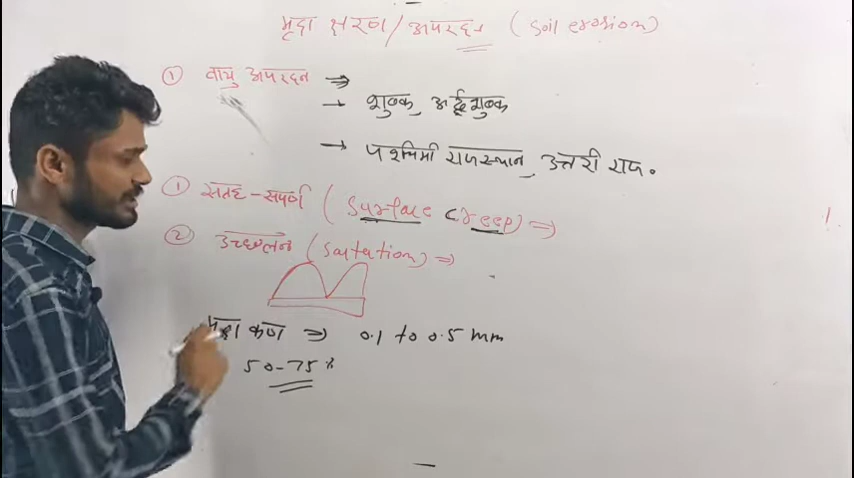 मृदा क्षरण/अपरदन (Soil erosion)
① वायु अपरदन ⇒
→ शुष्क, अर्द्धशुष्क
→ पश्चिमी राजस्थान, उत्तरी राज.
① सतह-सर्पण (Surface creep) ⇒
② उच्छलन (Saltation) ⇒
मृदा कण ⇒ 0.1 to 0.5 mm
50-75%